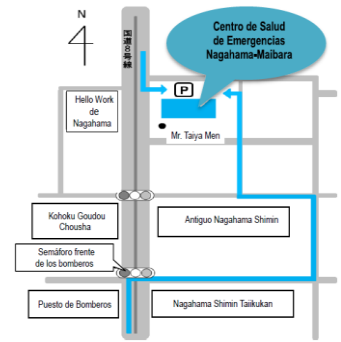 N
国道8号線
Centro de Salud
de Emergencias
Nagahama-Maibara
P
Hello Work
de
Nagahama
Mr. Taiya Men
Kohoku Goudou
Chousha
Antiguo Nagahama Shimin
Semáforo frente
de los bomberos
Puesto de Bomberos
Nagahama Shimin Taiikukan